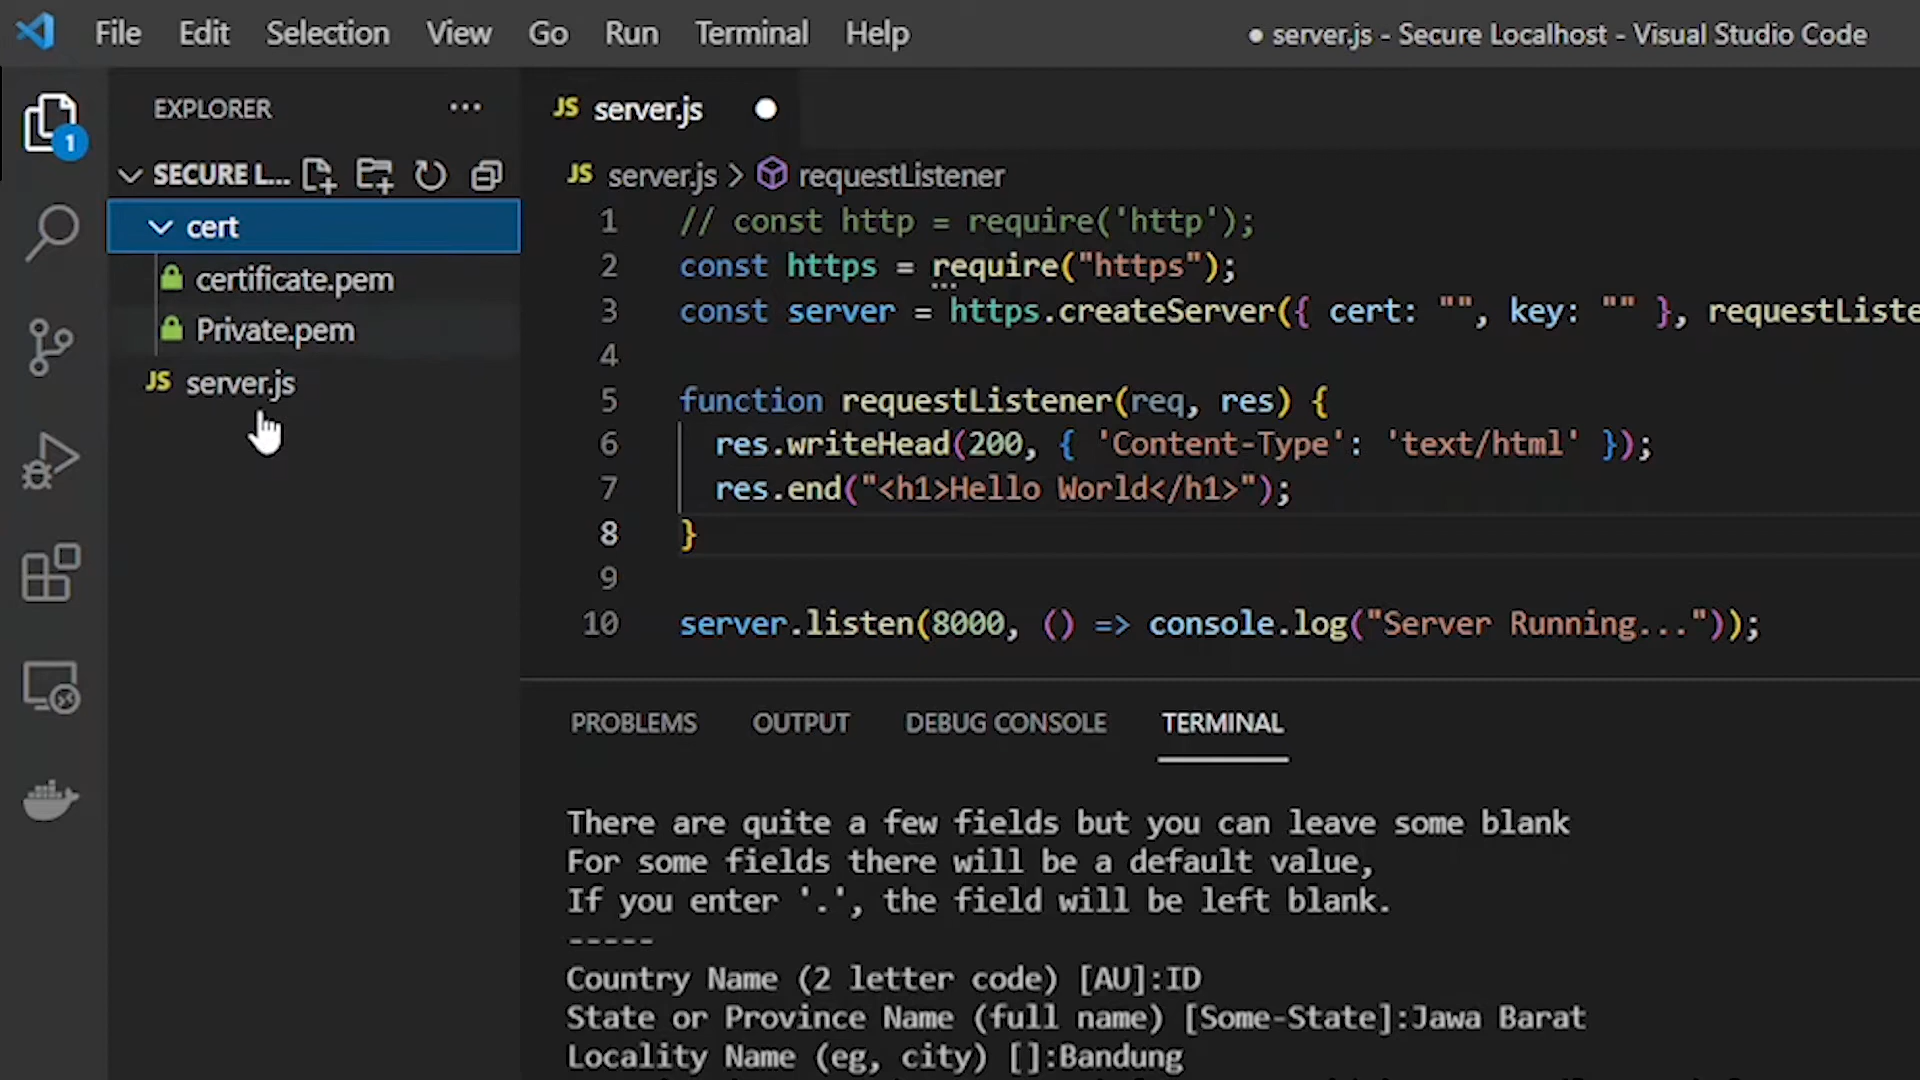 File Edit Selection View Go Run Terminal Help ● server.js - Secure Localhost - Visual Studio Code
EXPLORER ···
SECURE L...
1
cert
certificate.pem
Private.pem
JS server.js
JS server.js ●
JS server.js > requestListener
1 // const http = require('http');
2 const https = require("https");
3 const server = https.createServer({ cert: "", key: "" }, requestListe
4
5 function requestListener(req, res) {
6 res.writeHead(200, { 'Content-Type': 'text/html' });
7 res.end("<h1>Hello World</h1>");
8 }
9
10 server.listen(8000, () => console.log("Server Running..."));
PROBLEMS OUTPUT DEBUG CONSOLE TERMINAL
There are quite a few fields but you can leave some blank
For some fields there will be a default value,
If you enter '.', the field will be left blank.
-----
Country Name (2 letter code) [AU]:ID
State or Province Name (full name) [Some-State]:Jawa Barat
Locality Name (eg, city) []:Bandung